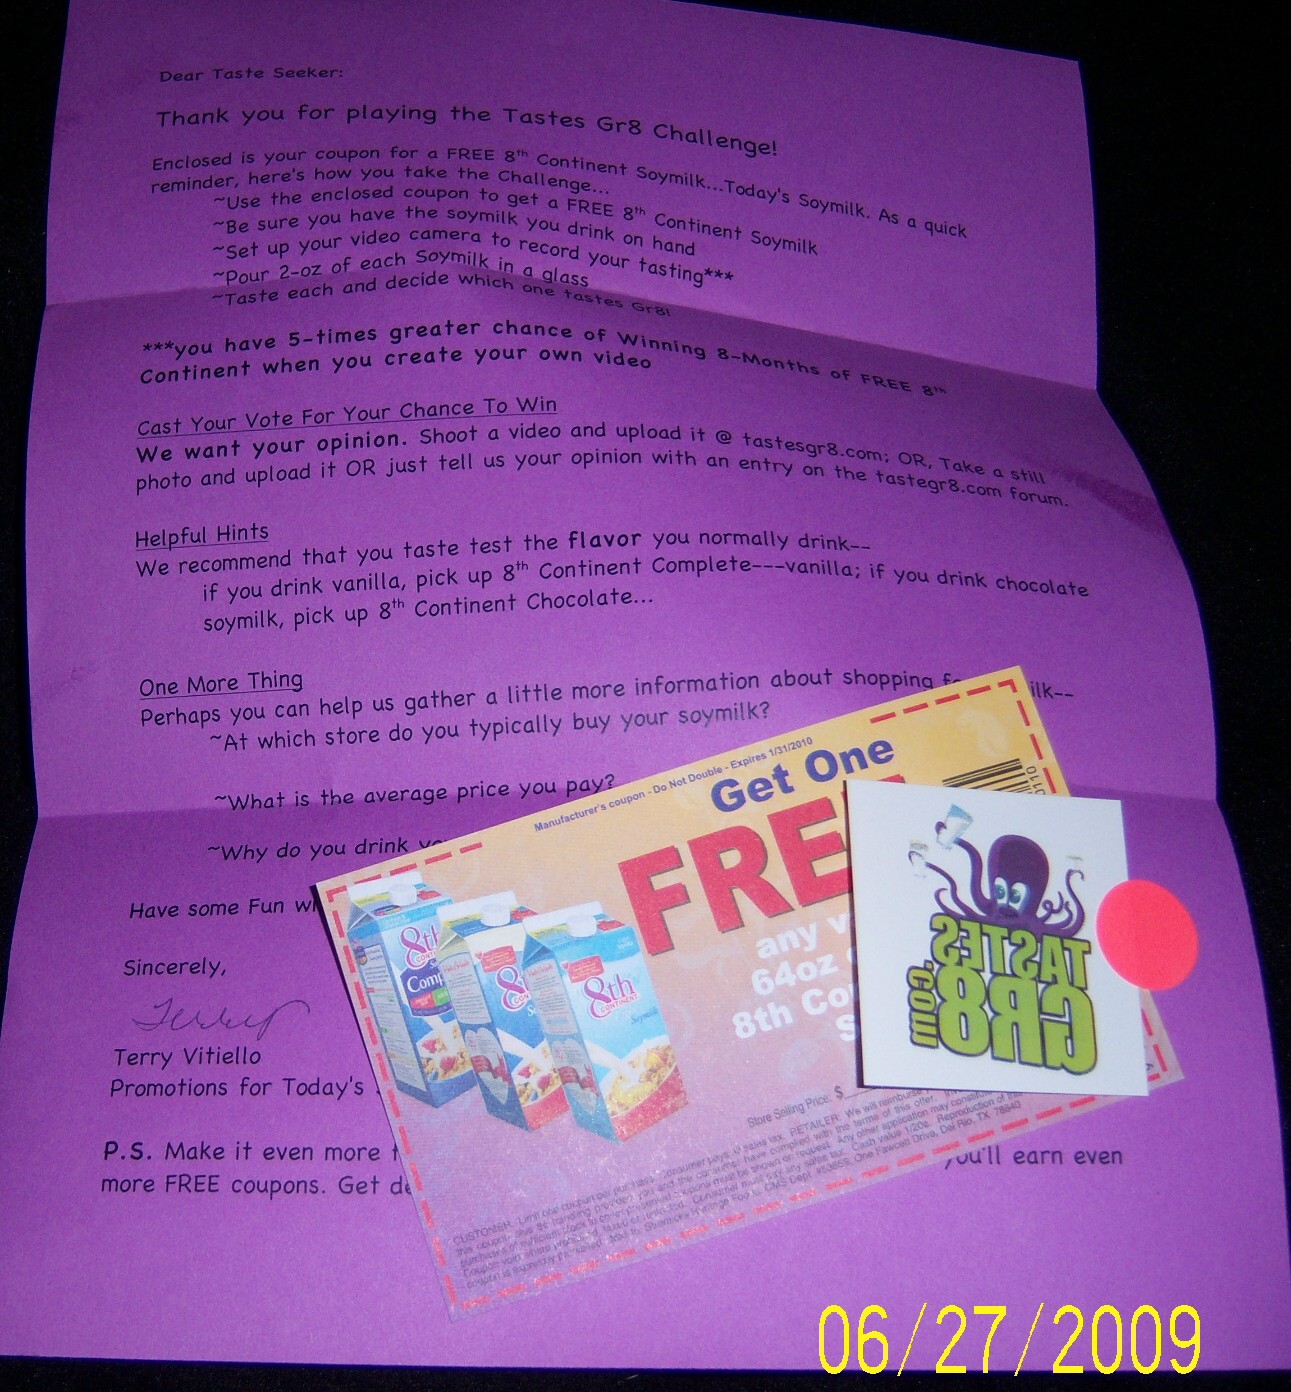 Dear Taste Seeker:
Thank you for playing the Tastes Gr8 Challenge!
Enclosed is your coupon for a FREE 8th Continent Soymilk...Today's Soymilk. As a quick
reminder, here's how you take the Challenge...
~Use the enclosed coupon to get a FREE 8th Continent Soymilk
~Be sure you have the soymilk you drink on hand
~Set up your video camera to record your tasting***
~Pour 2-oz of each Soymilk in a glass
~Taste each and decide which one tastes Gr8!
***you have 5-times greater chance of Winning 8-Months of FREE 8th
Continent when you create your own video
Cast Your Vote For Your Chance To Win
We want your opinion. Shoot a video and upload it @ tastesgr8.com; OR, Take a still
photo and upload it OR just tell us your opinion with an entry on the tastegr8.com forum.
Helpful Hints
We recommend that you taste test the flavor you normally drink--
if you drink vanilla, pick up 8th Continent Complete---vanilla; if you drink chocolate
soymilk, pick up 8th Continent Chocolate...
One More Thing
Perhaps you can help us gather a little more information about shopping ilk--
~At which store do you typically buy your soymilk?
~What is the average price you pay?
~Why do you drink
Have some Fun
Sincerely,
Terry Vitiello
Promotions for Today's
P.S. Make it even more you'll earn even
more FREE coupons. Get
Manufacturer's coupon - Do Not Double - Expires 1/31/2010
Get One
FREE
any
64oz
8th
8th
CONTINENT
Soymilk
Store Selling Price: $
TASTES
GR8
.COM
06/27/2009